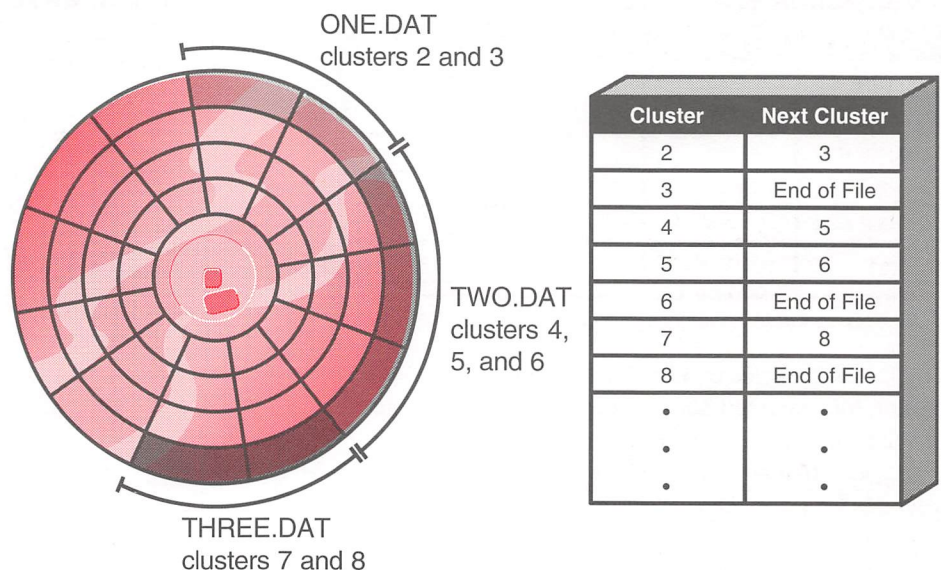 ONE.DAT
clusters 2 and 3
TWO.DAT
clusters 4,
5, and 6
THREE.DAT
clusters 7 and 8
Cluster Next Cluster
2 3
3 End of File
4 5
5 6
6 End of File
7 8
8 End of File
• •
• •
• •